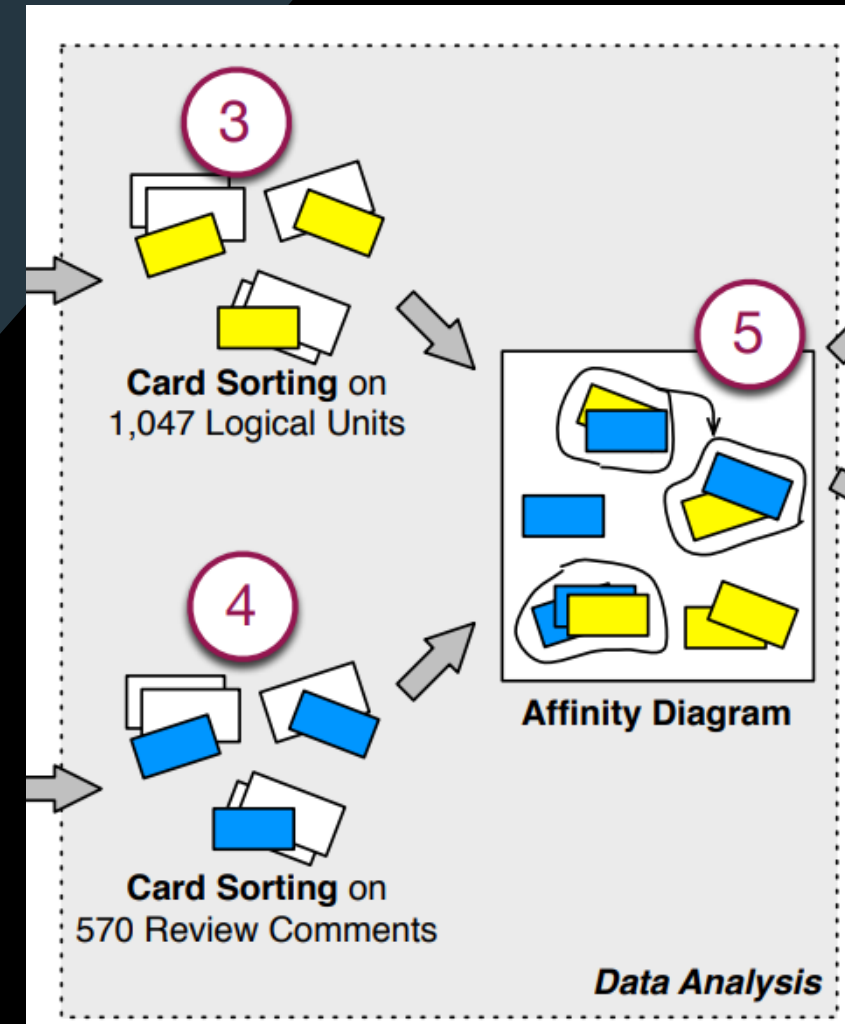 3
Card Sorting on
1,047 Logical Units
4
Card Sorting on
570 Review Comments
5
Affinity Diagram
Data Analysis